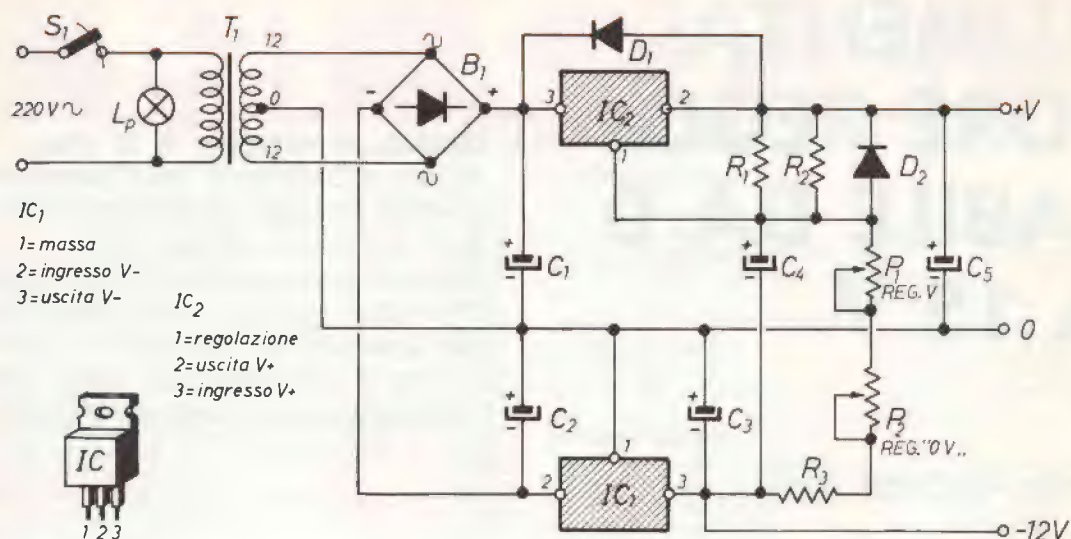 S1
T1
12
0
12
B1
220V~
Lp
~
~
-
+
D1
3
IC2
2
1
+V
R1
R2
D2
IC1
1= massa
2= ingresso V-
3= uscita V-
IC2
1=regolazione
2=uscita V+
3=ingresso V+
+
-
C1
+
-
C4
P1
REG. V
+
-
C5
0
+
-
C2
+
-
C3
P2
REG."0V„
1
2
IC1
3
R3
-12V
IC
1 2 3